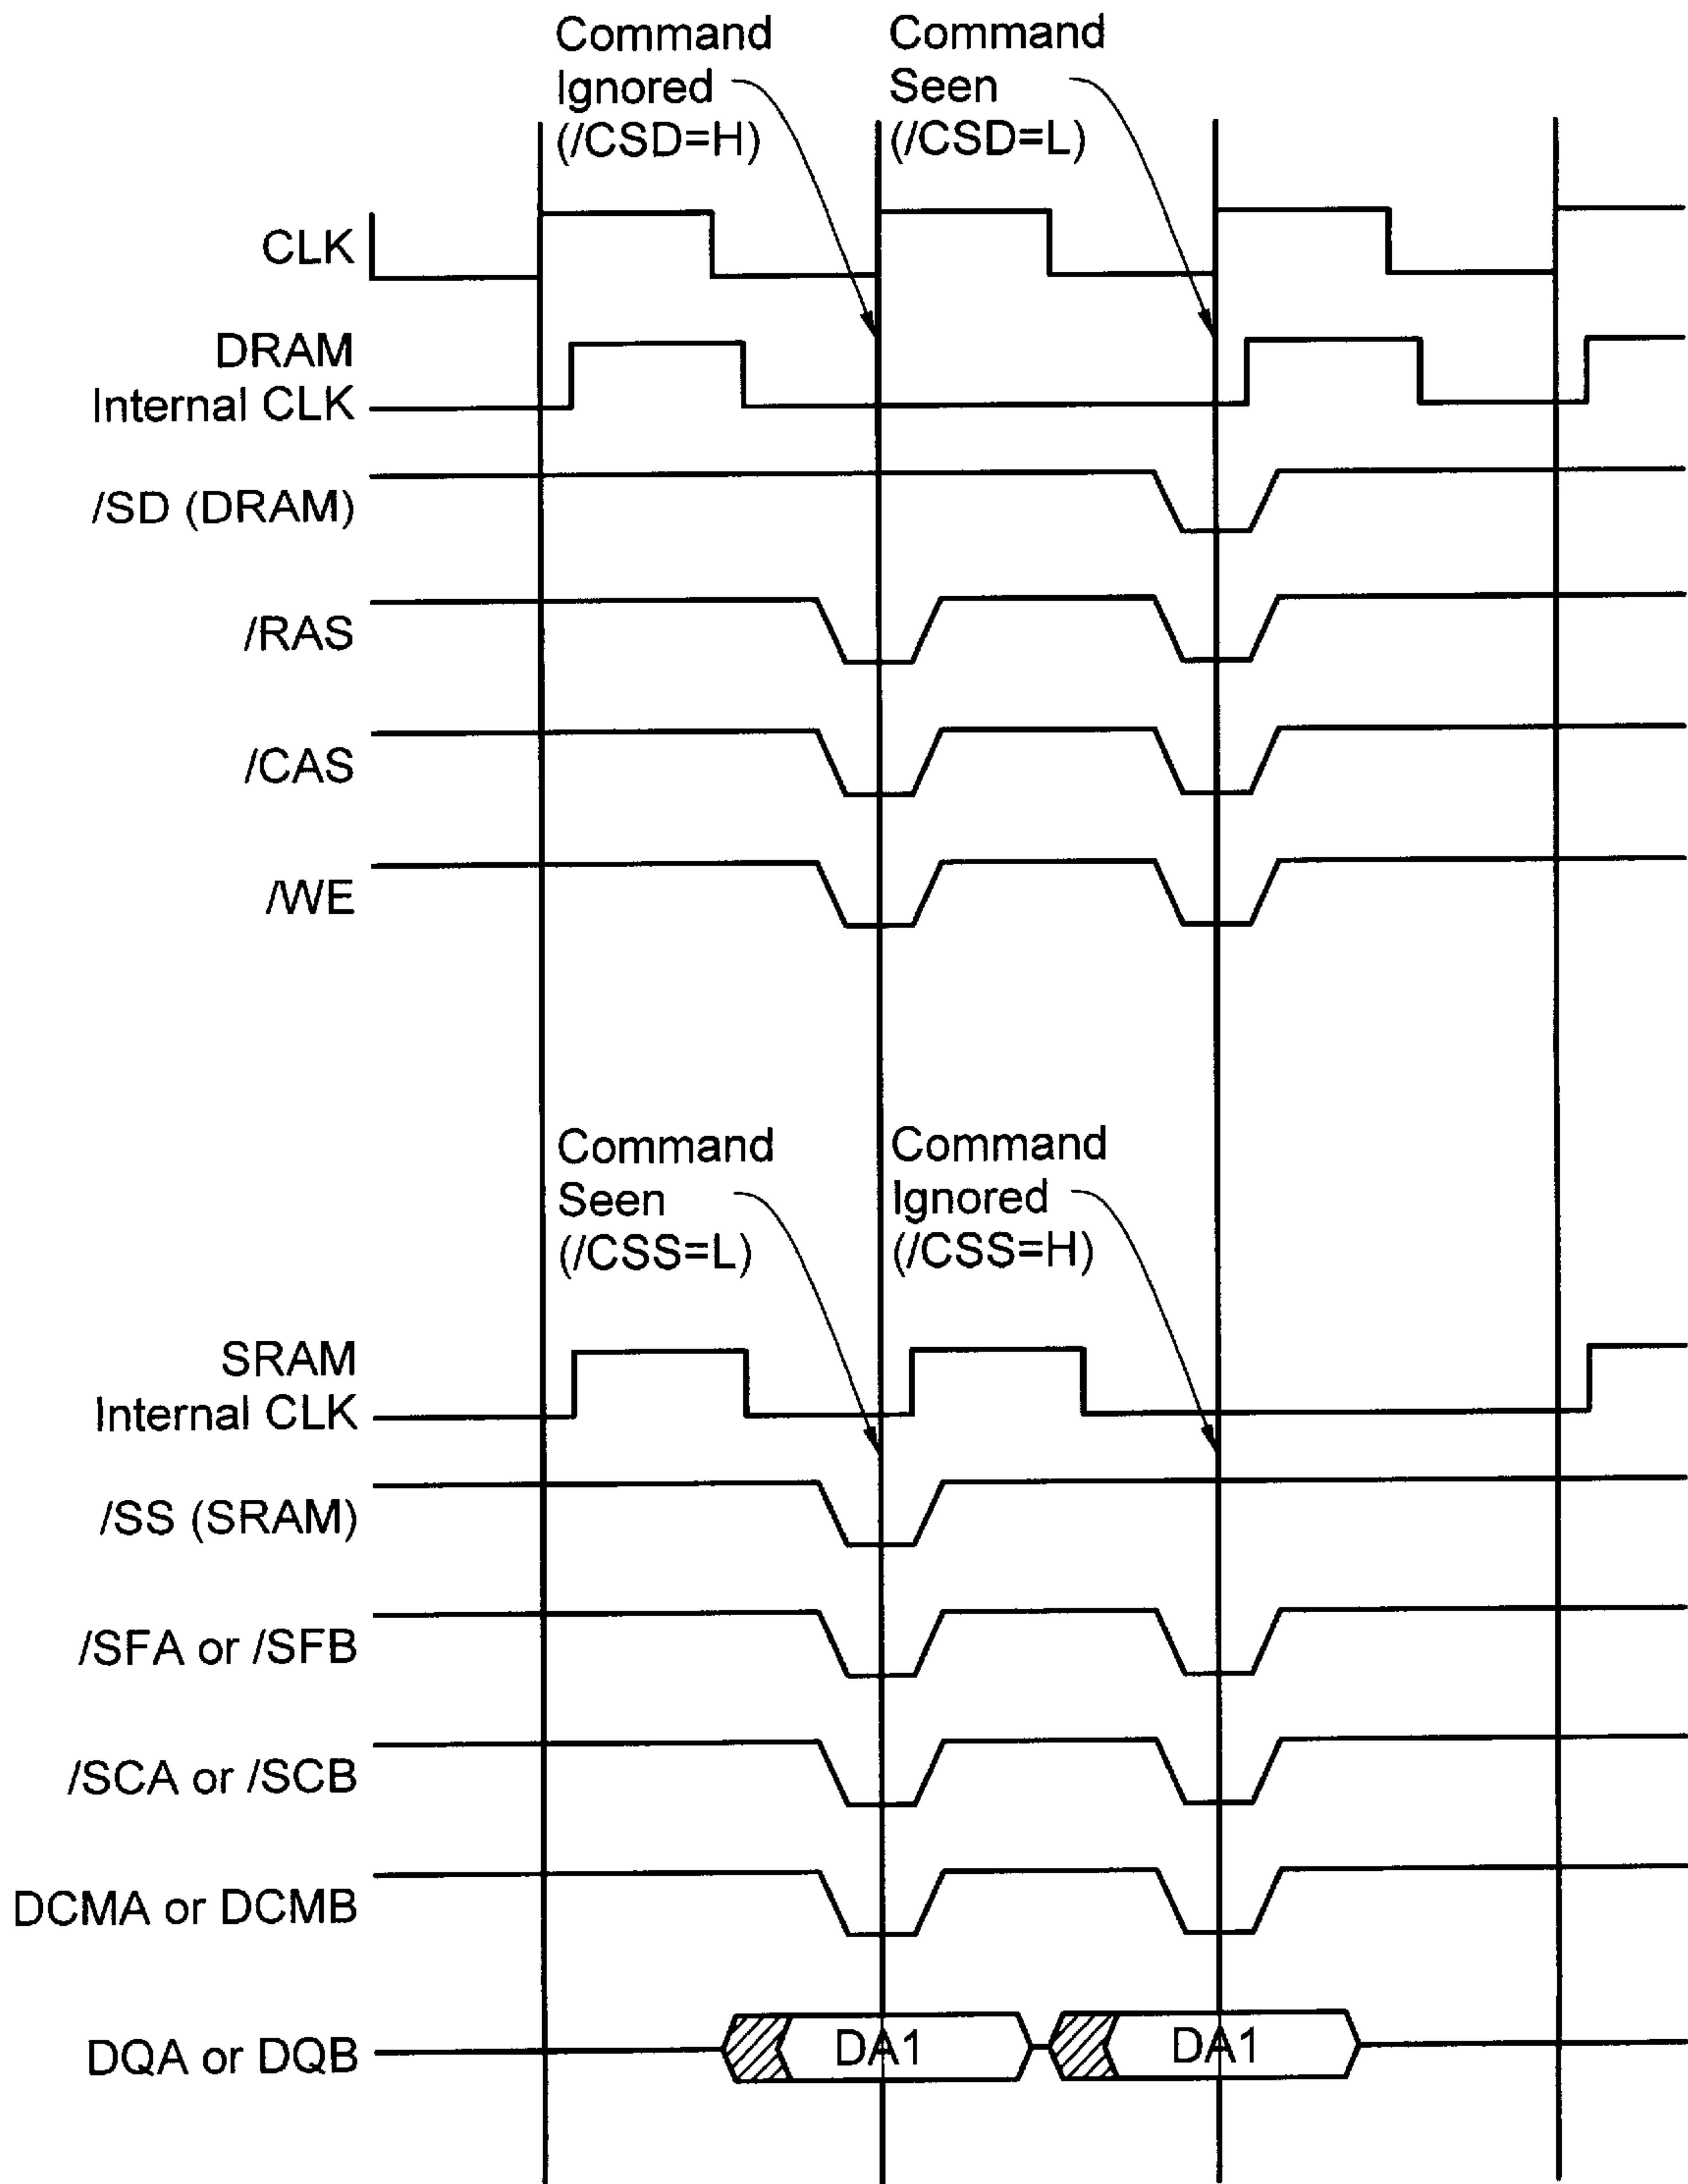 Command
Ignored
(/CSD=H)
Command
Seen
(/CSD=L)
CLK
DRAM
Internal CLK
/SD (DRAM)
/RAS
/CAS
/WE
Command
Seen
(/CSS=L)
Command
Ignored
(/CSS=H)
SRAM
Internal CLK
/SS (SRAM)
/SFA or /SFB
/SCA or /SCB
DCMA or DCMB
DQA or DQB
DA1
DA1